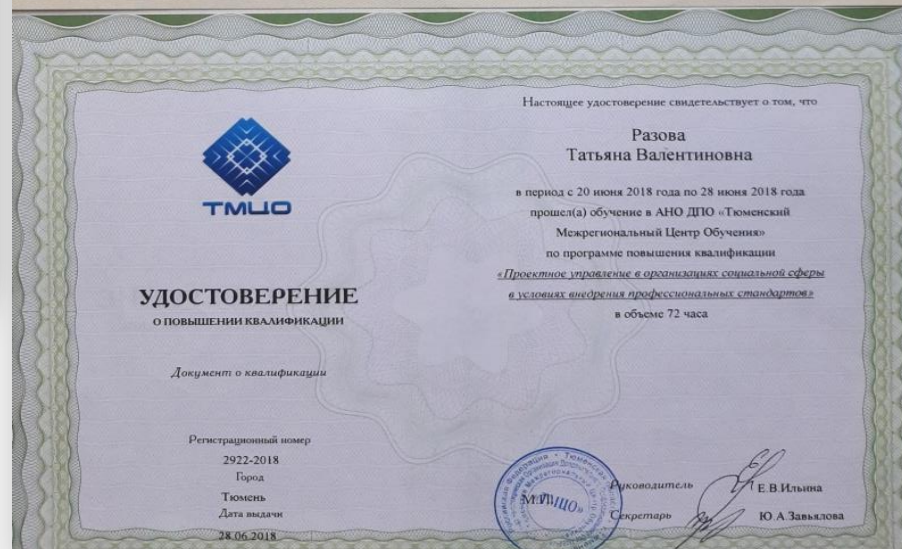 ТМЦО
УДОСТОВЕРЕНИЕ
О ПОВЫШЕНИИ КВАЛИФИКАЦИИ
Документ о квалификации
Регистрационный номер
2922-2018
Город
Тюмень
Дата выдачи
28.06.2018
Настоящее удостоверение свидетельствует о том, что
Разова
Татьяна Валентиновна
в период с 20 июня 2018 года по 28 июня 2018 года
прошел(а) обучение в АНО ДПО «Тюменский
Межрегиональный Центр Обучения»
по программе повышения квалификации
«Проектное управление в организациях социальной сферы
в условиях внедрения профессиональных стандартов»
в объеме 72 часа
М.П.
«ТМЦО»
Руководитель Е.В.Ильина
Секретарь Ю.А.Завьялова